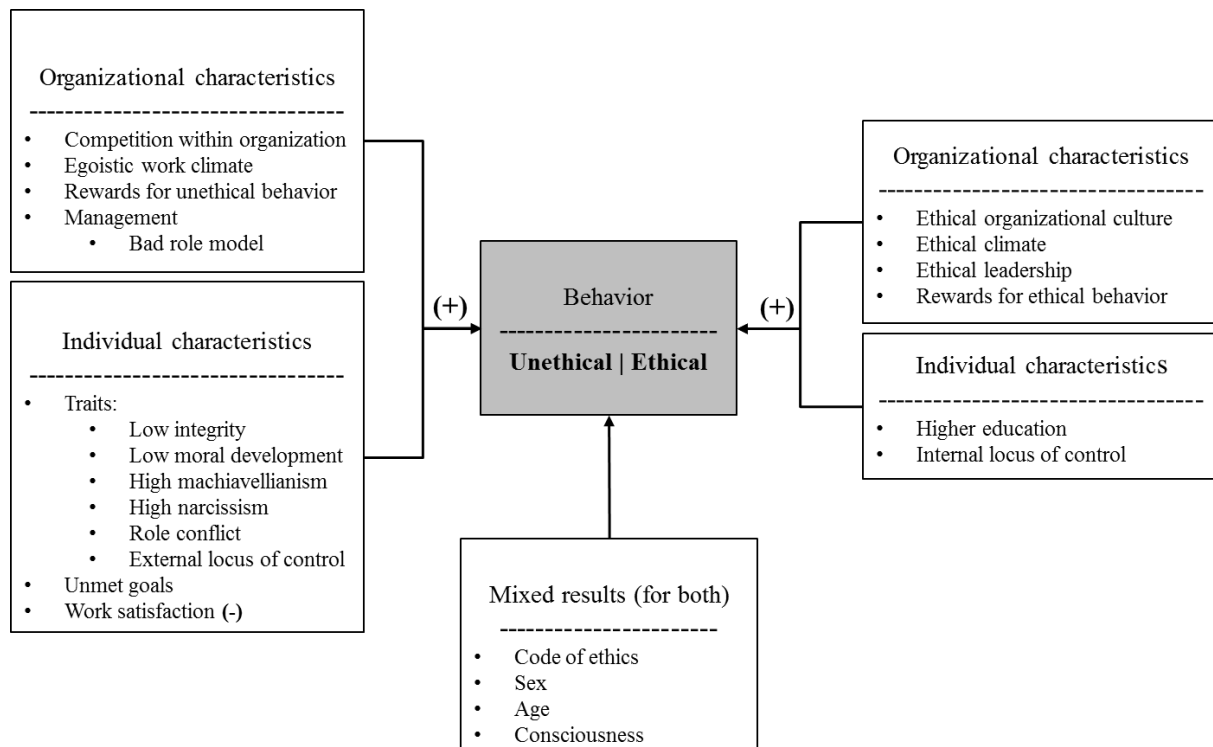 Organizational characteristics
----------------------------------
• Competition within organization
• Egoistic work climate
• Rewards for unethical behavior
• Management
• Bad role model
Individual characteristics
----------------------------------
• Traits:
• Low integrity
• Low moral development
• High machiavellianism
• High narcissism
• Role conflict
• External locus of control
• Unmet goals
• Work satisfaction (-)
(+)
Behavior
------------------------
Unethical | Ethical
(+)
Organizational characteristics
-----------------------------------
• Ethical organizational culture
• Ethical climate
• Ethical leadership
• Rewards for ethical behavior
Individual characteristics
-----------------------------------
• Higher education
• Internal locus of control
Mixed results (for both)
------------------------
• Code of ethics
• Sex
• Age
• Consciousness